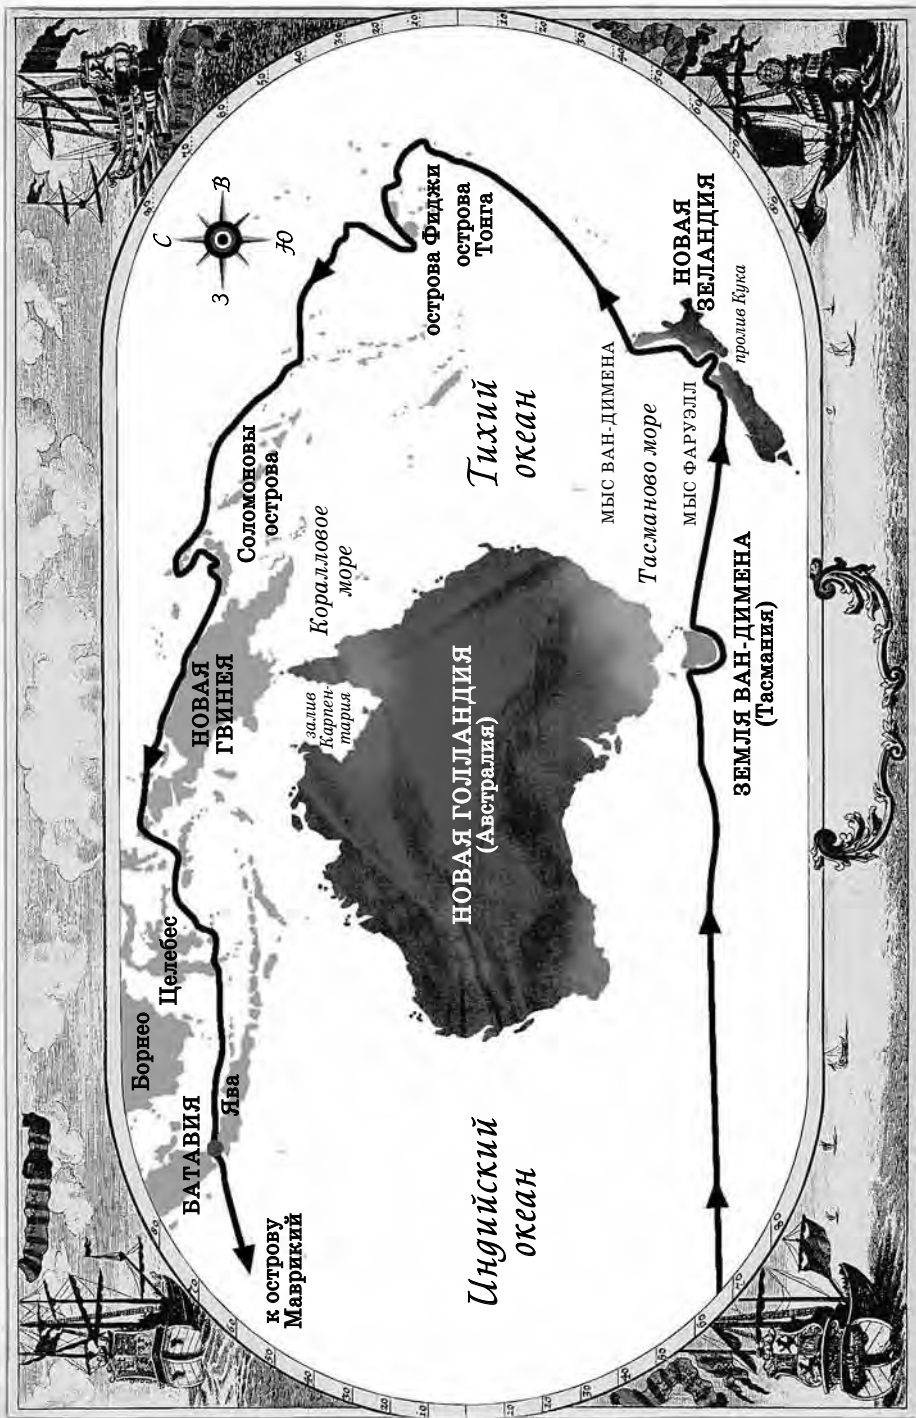 С
В
З
Ю
БАТАВИЯ
Борнео
Целебес
Ява
к острову
Маврикий
НОВАЯ
ГВИНЕЯ
Соломоновы
острова
Коралловое
море
залив
Карпен-
тария
острова Фиджи
острова
Тонга
Тихий
океан
Индийский
океан
НОВАЯ ГОЛЛАНДИЯ
(Австралия)
МЫС ВАН-ДИМЕНА
Тасманово море
МЫС ФАРУЭЛЛ
НОВАЯ
ЗЕЛАНДИЯ
пролив Кука
ЗЕМЛЯ ВАН-ДИМЕНА
(Тасмания)